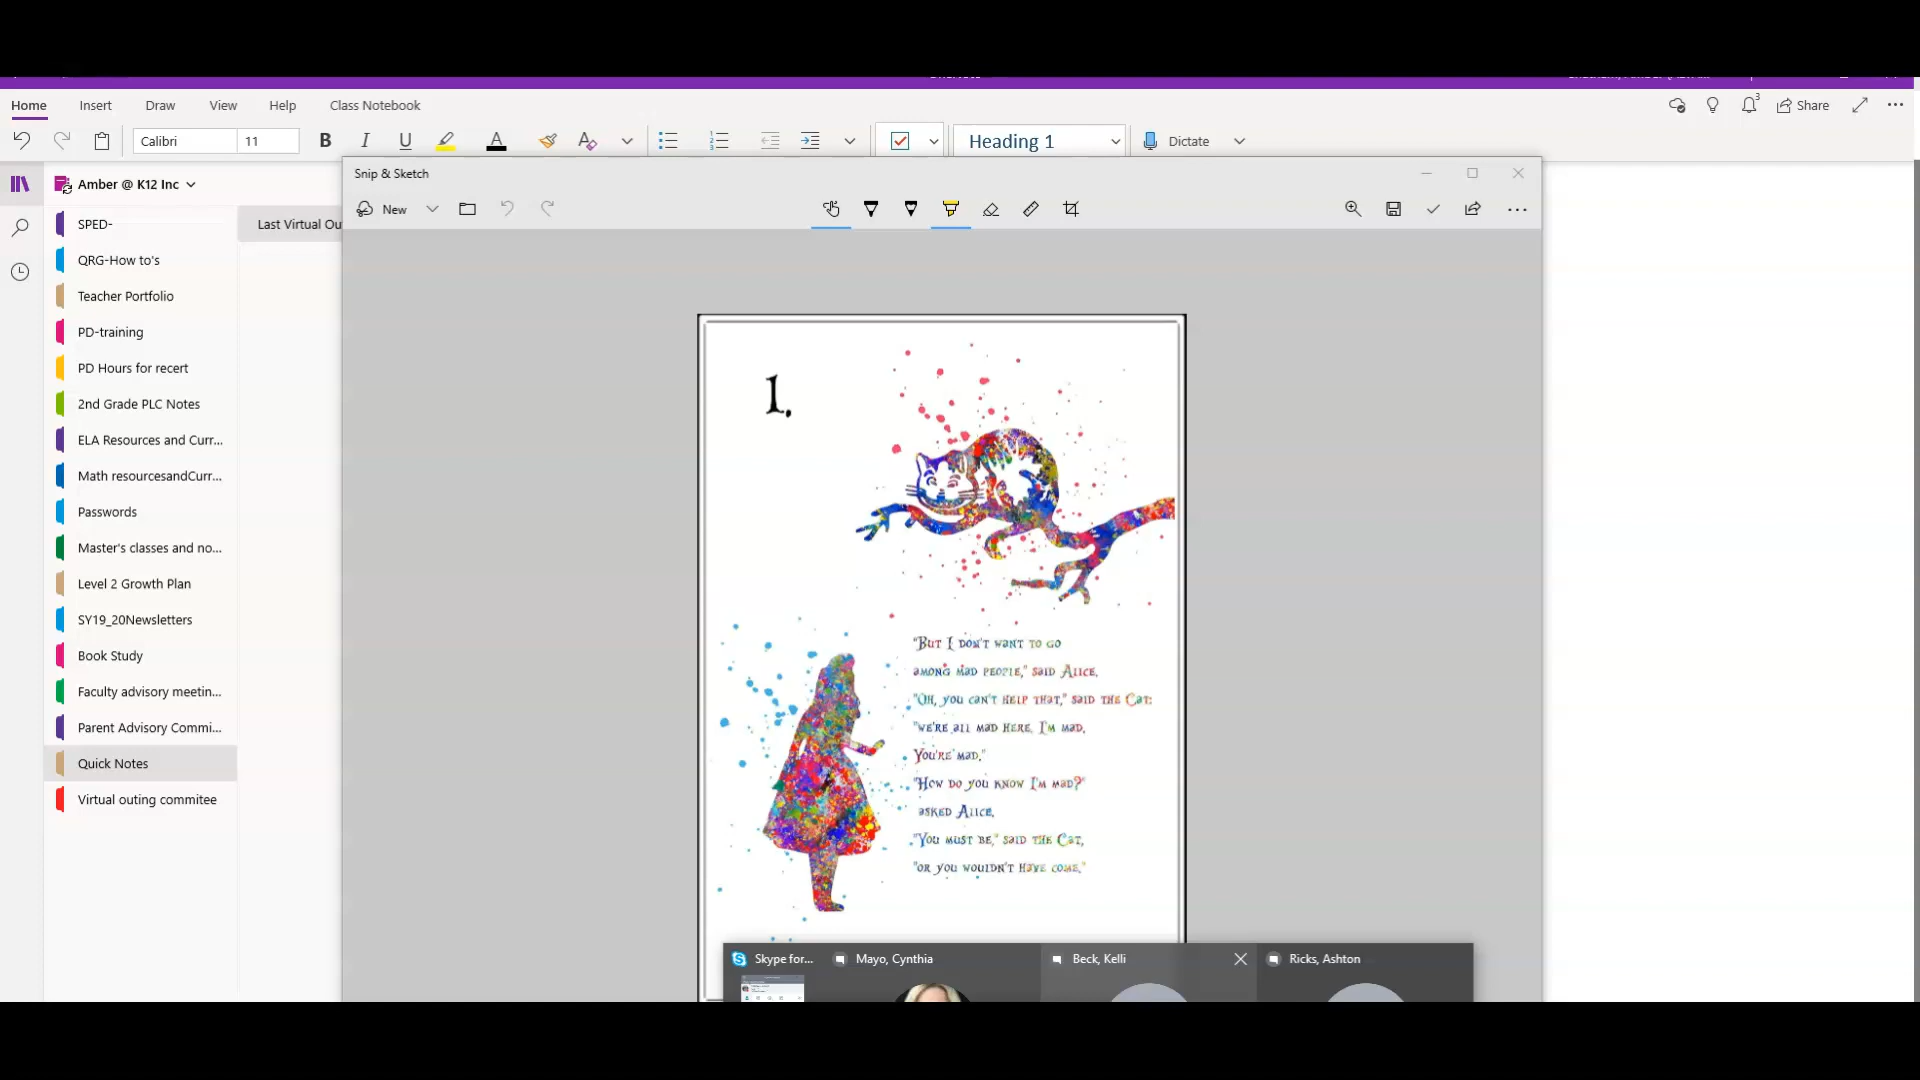 Home Insert Draw View Help Class Notebook
3
Share
Calibri 11 B I U A Heading 1 Dictate
Snip & Sketch
New
Amber @ K12 Inc
SPED-
QRG-How to's
Teacher Portfolio
PD-training
PD Hours for recert
2nd Grade PLC Notes
ELA Resources and Curr...
Math resourcesandCurr...
Passwords
Master's classes and no...
Level 2 Growth Plan
SY19_20Newsletters
Book Study
Faculty advisory meetin...
Parent Advisory Commi...
Quick Notes
Virtual outing commitee
Last Virtual Ou
1.
"But I don't want to go
among mad people," said Alice.
"Oh, you can't help that," said the Cat:
"we're all mad here. I'm mad.
You're mad."
"How do you know I'm mad?"
asked Alice.
"You must be," said the Cat,
"or you wouldn't have come."
Skype for...
Mayo, Cynthia
Beck, Kelli
Ricks, Ashton